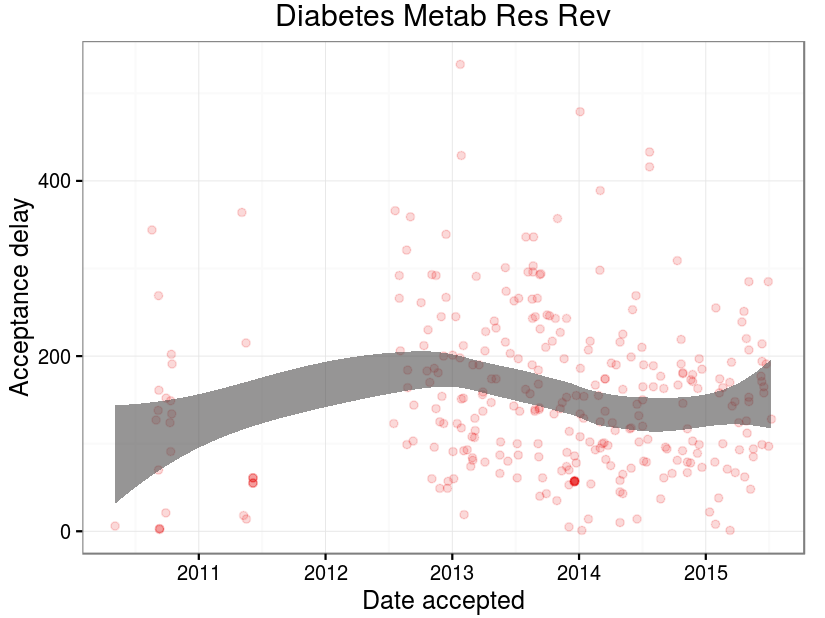 Diabetes Metab Res Rev
Acceptance delay
400
200
0
2011 2012 2013 2014 2015
Date accepted